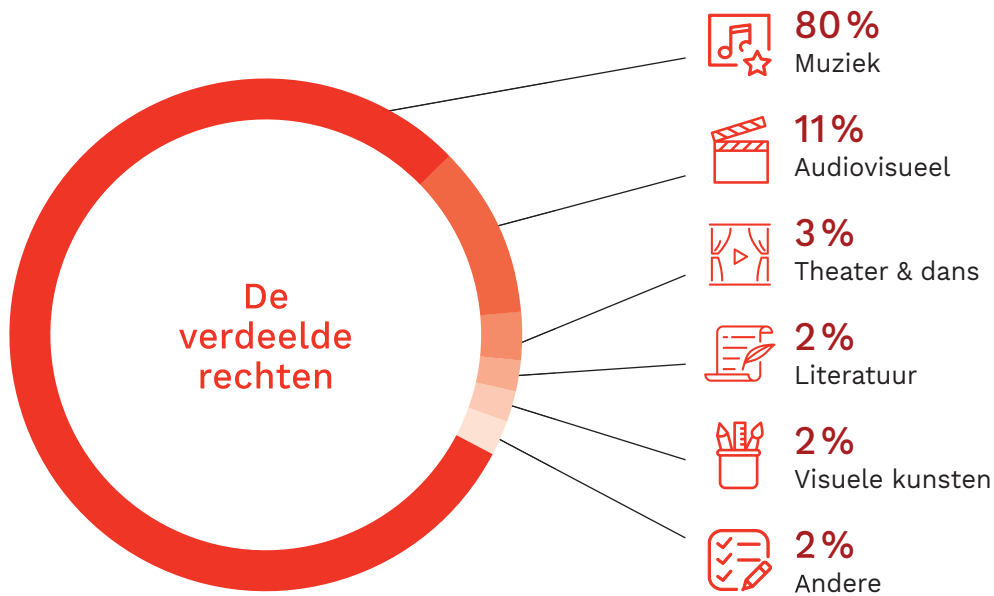 De
verdeelde
rechten
80 %
Muziek
11 %
Audiovisueel
3 %
Theater & dans
2 %
Literatuur
2 %
Visuele kunsten
2 %
Andere